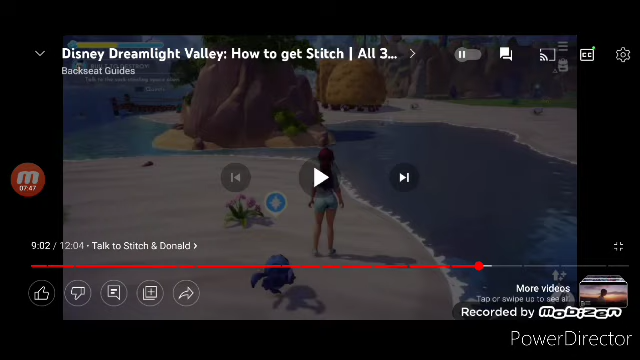 Disney Dreamlight Valley: How to get Stitch | All 3...
Backseat Guides
07:47
9:02 / 12:04 • Talk to Stitch & Donald
More videos
Tap or swipe up to see all
Recorded by MOBIZEN
PowerDirector